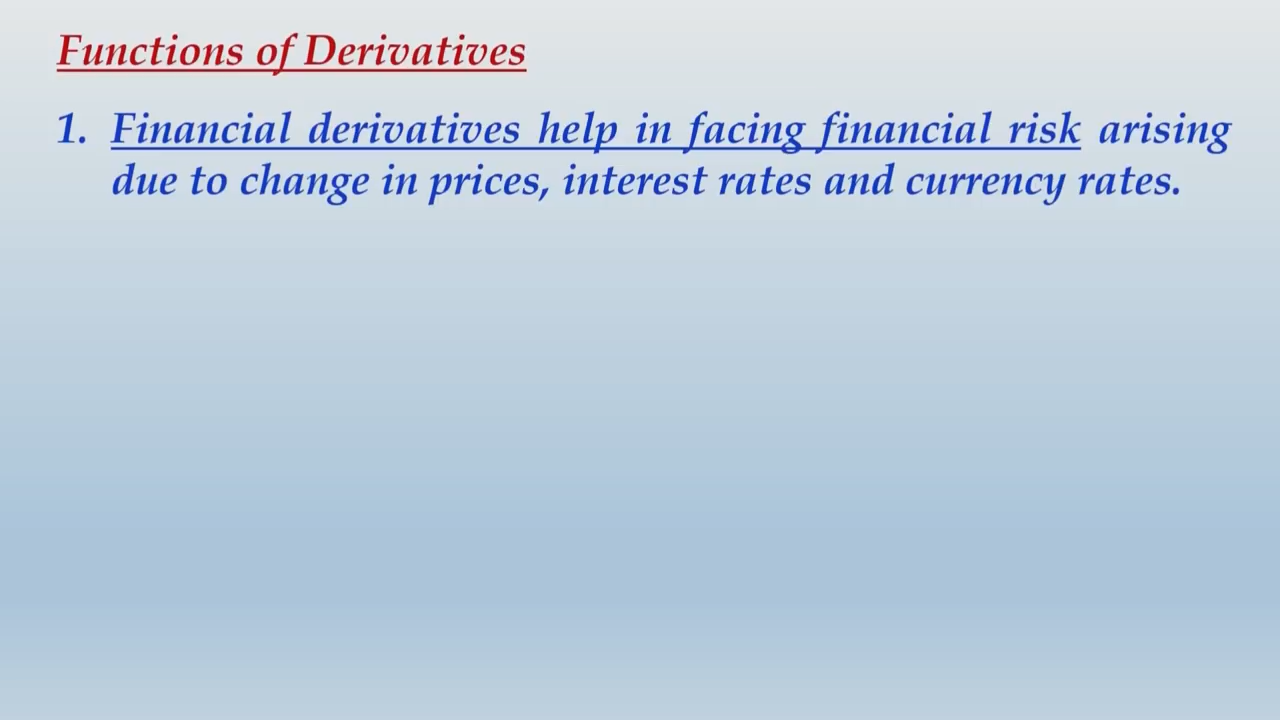 Functions of Derivatives
1. Financial derivatives help in facing financial risk arising
due to change in prices, interest rates and currency rates.